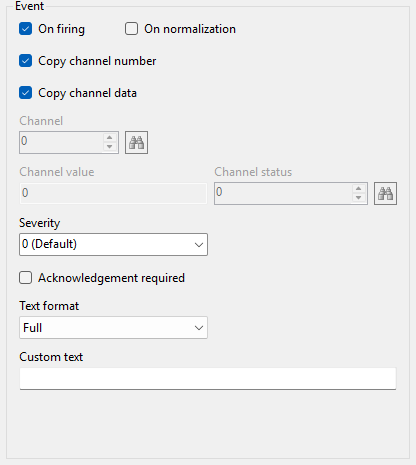 Event
On firing On normalization
Copy channel number
Copy channel data
Channel
0
Channel value Channel status
0 0
Severity
0 (Default)
Acknowledgement required
Text format
Full
Custom text